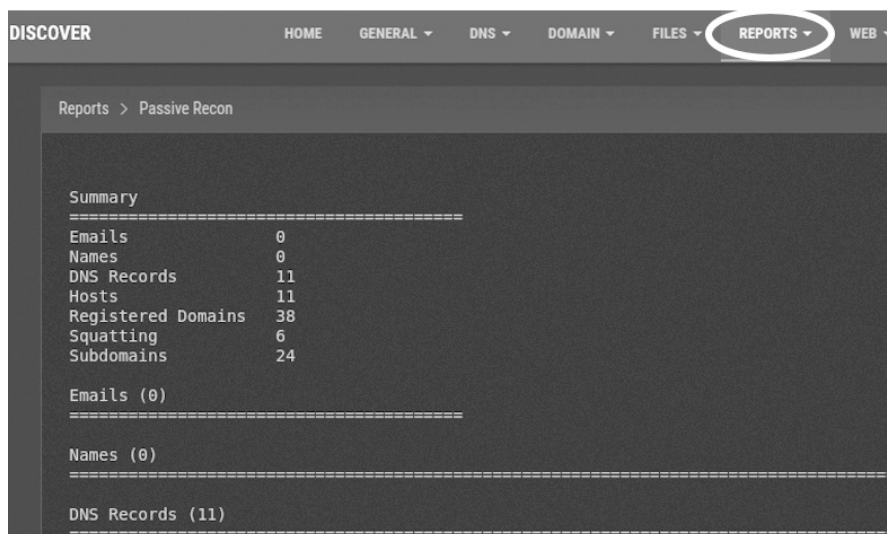 DISCOVER HOME GENERAL DNS DOMAIN FILES REPORTS WEB
Reports > Passive Recon
Summary
========================================
Emails 0
Names 0
DNS Records 11
Hosts 11
Registered Domains 38
Squatting 6
Subdomains 24
Emails (0)
========================================
Names (0)
====================================================================================
DNS Records (11)
====================================================================================